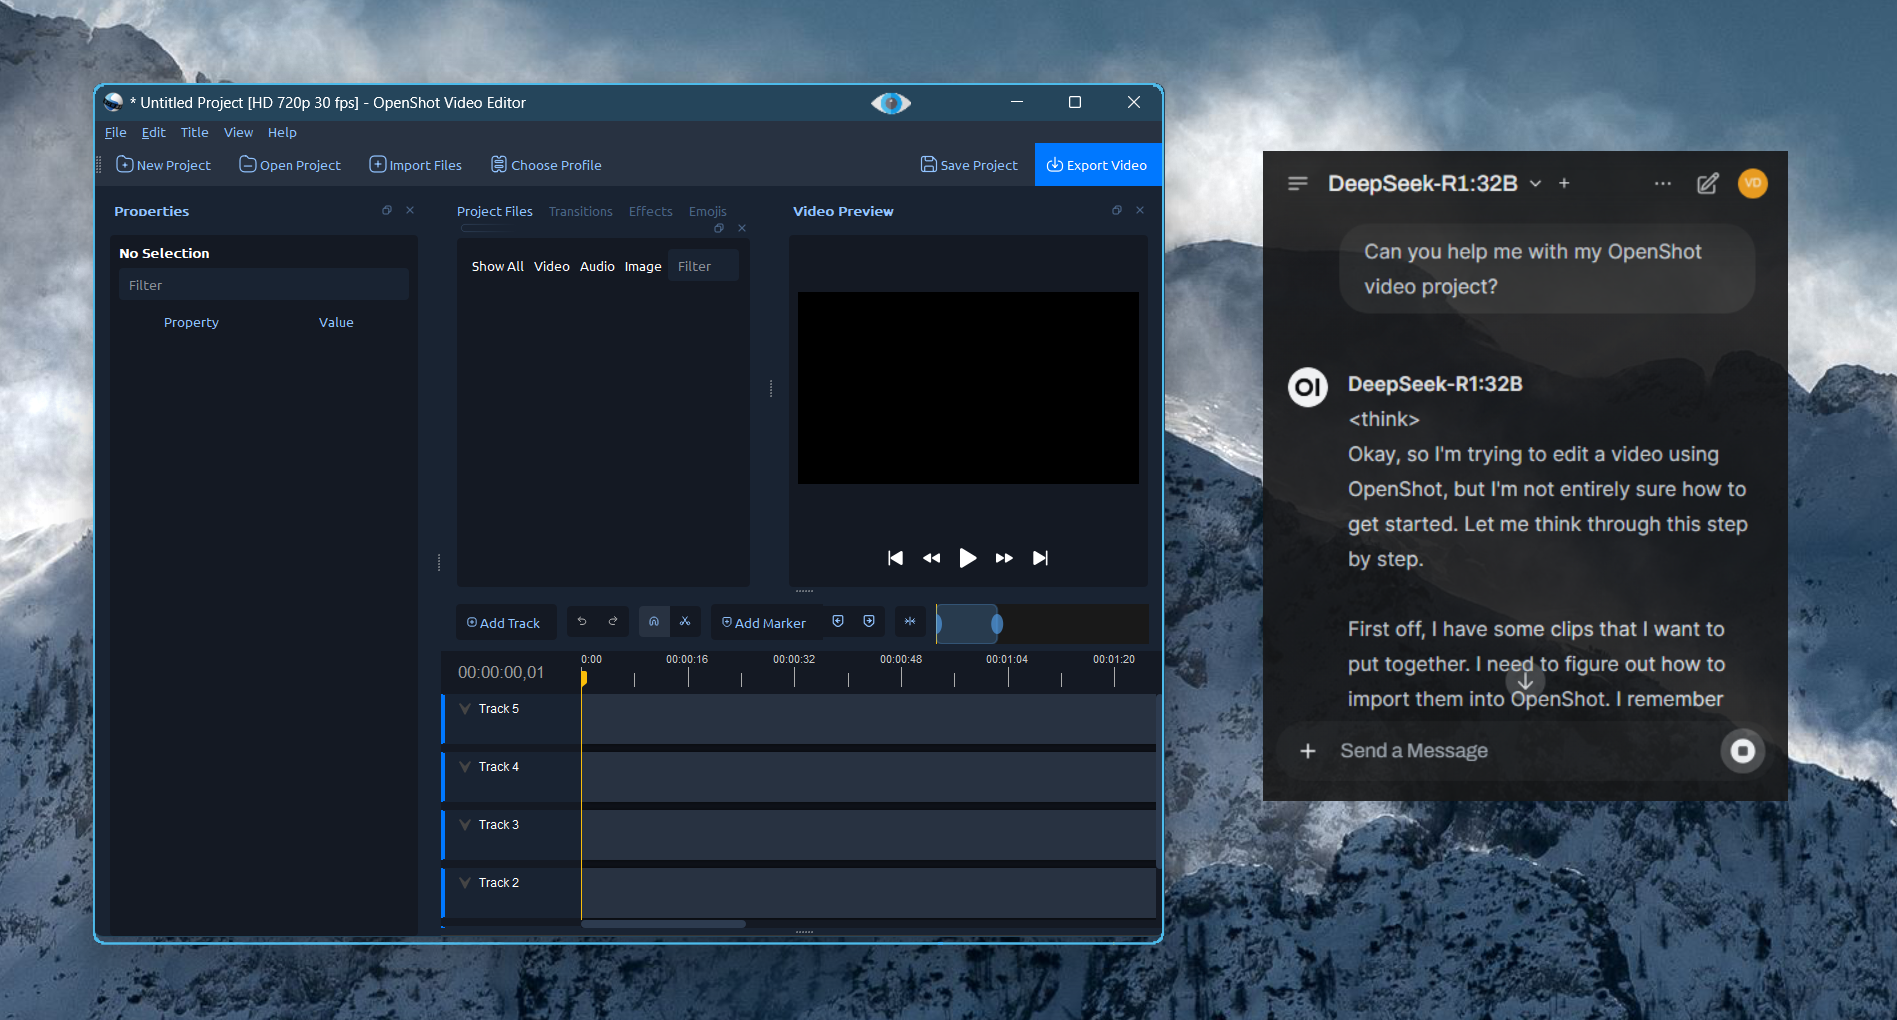 * Untitled Project [HD 720p 30 fps] - OpenShot Video Editor
File Edit Title View Help
New Project Open Project Import Files Choose Profile Save Project Export Video
Properties
No Selection
Filter
Property Value
Project Files Transitions Effects Emojis
Show All Video Audio Image Filter
Video Preview
Add Track Add Marker
00:00:00,01
0:00 00:00:16 00:00:32 00:00:48 00:01:04 00:01:20
Track 5
Track 4
Track 3
Track 2
DeepSeek-R1:32B
VD
Can you help me with my OpenShot
video project?
OI
DeepSeek-R1:32B
<think>
Okay, so I'm trying to edit a video using
OpenShot, but I'm not entirely sure how to
get started. Let me think through this step
by step.
First off, I have some clips that I want to
put together. I need to figure out how to
import them into OpenShot. I remember
Send a Message